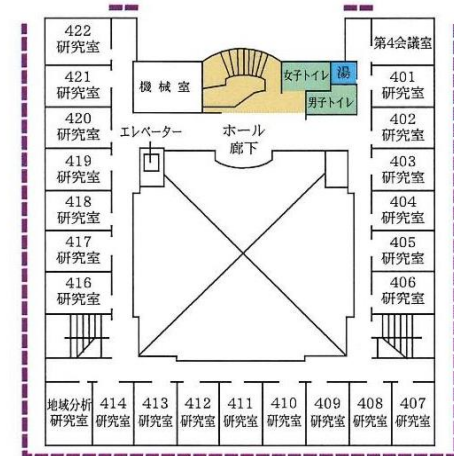 422
研究室
第4会議室
女子トイレ
湯
機械室
421
研究室
401
研究室
男子トイレ
420
研究室
エレベーター
ホール
廊下
402
研究室
419
研究室
403
研究室
418
研究室
404
研究室
417
研究室
405
研究室
416
研究室
406
研究室
地域分析
研究室
414
研究室
413
研究室
412
研究室
411
研究室
410
研究室
409
研究室
408
研究室
407
研究室